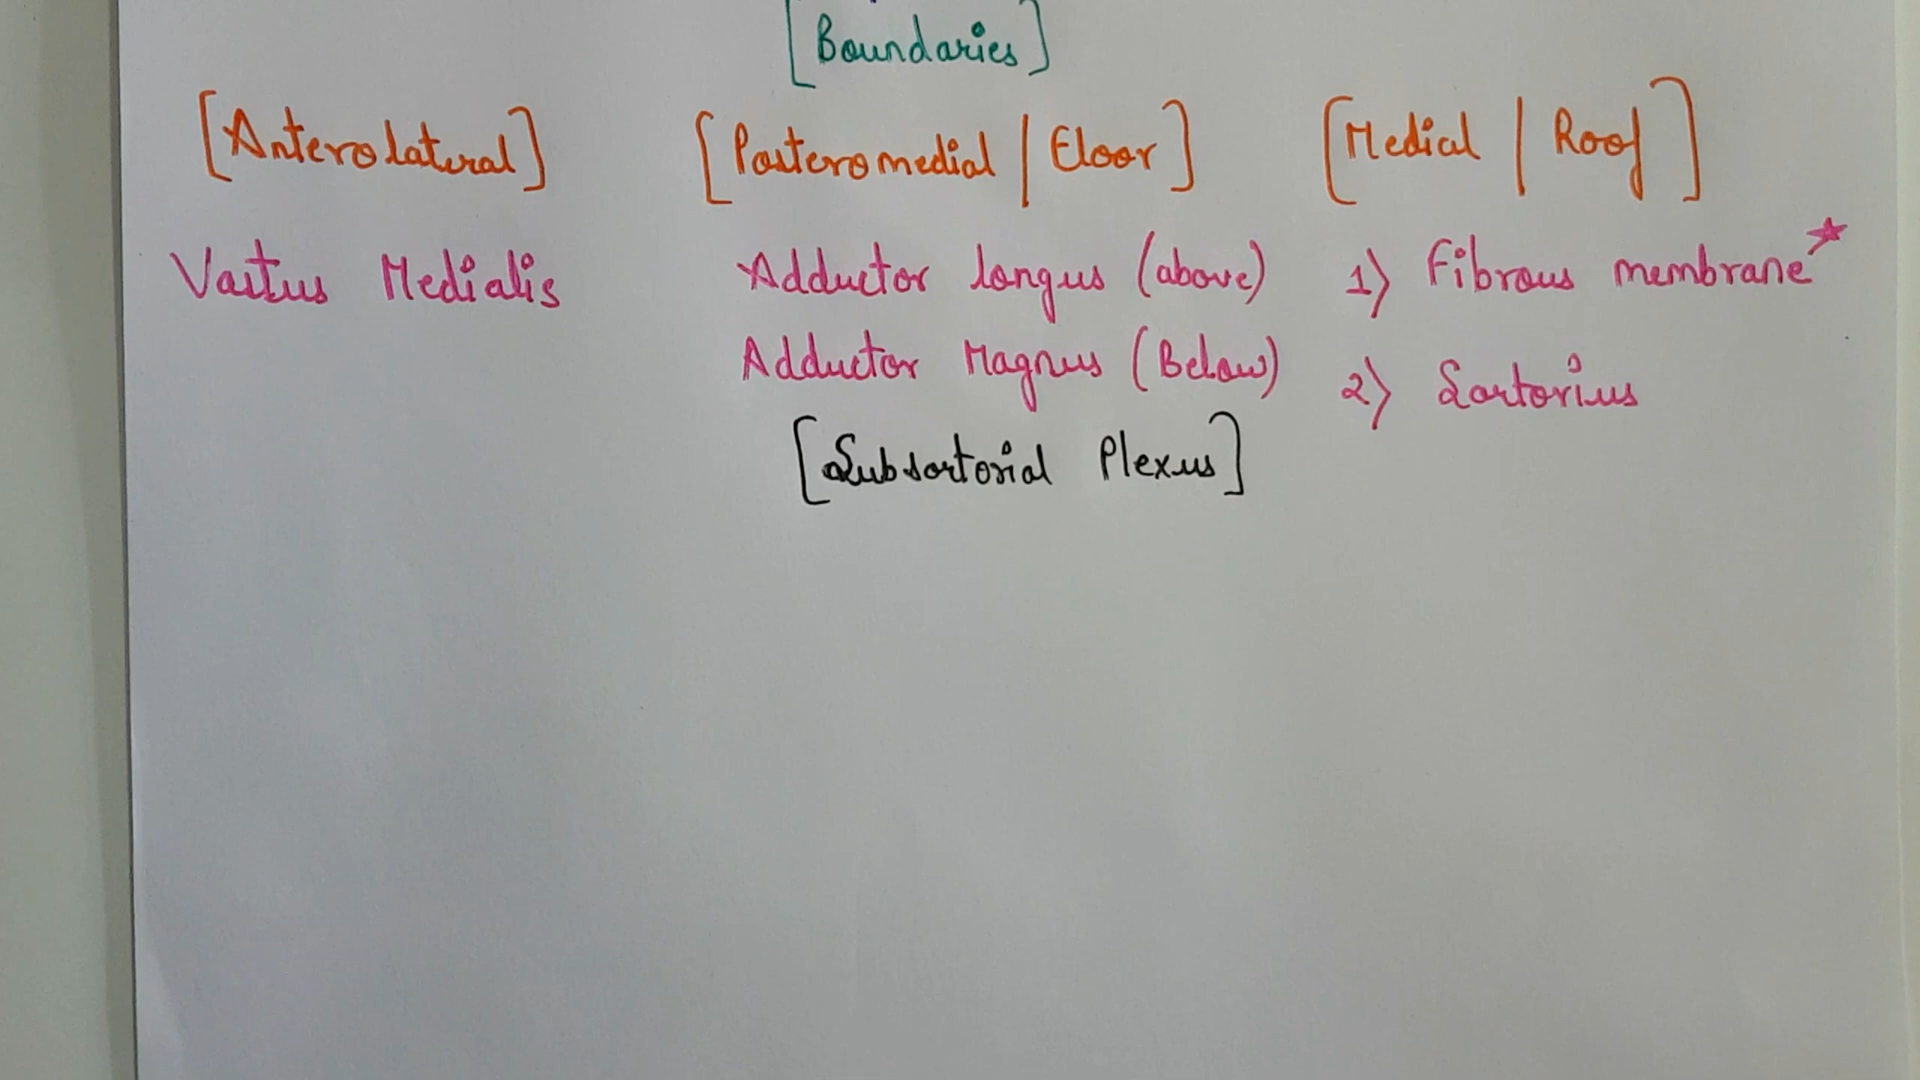 [Boundaries]
[Anterolateral] [Posteromedial | Floor] [Medial | Roof]
Vastus Medialis Adductor longus (above) 1) Fibrous membrane*
Adductor Magnus (Below) 2) Sartorius
[Subsartorial Plexus]